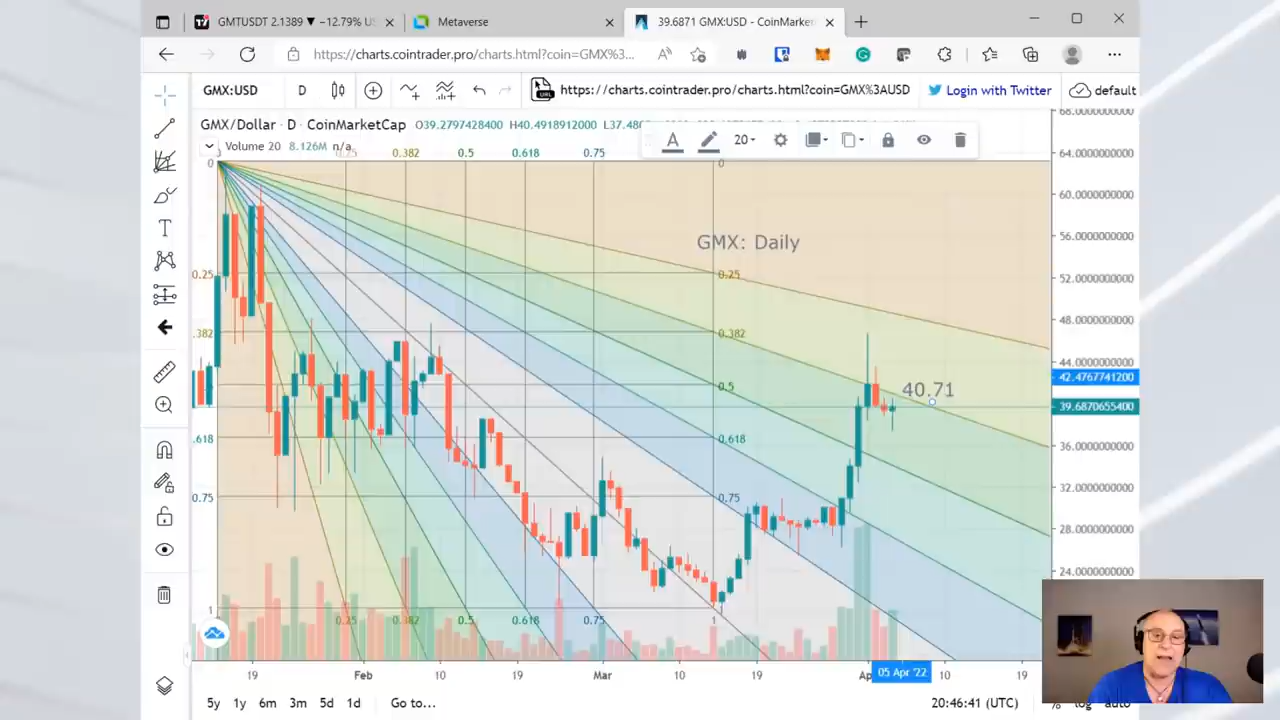 GMTUSDT 2.1389 ▼ −12.79% U
Metaverse
39.6871 GMX:USD - CoinMarket
https://charts.cointrader.pro/charts.html?coin=GMX%3...
GMX:USD
D
https://charts.cointrader.pro/charts.html?coin=GMX%3AUSD
Login with Twitter
default
GMX/Dollar · D · CoinMarketCap
O39.2797428400 H40.4918912000
20
Volume 20 8.126M n/a
0.25 0.382 0.5 0.618 0.75
0 0
GMX: Daily
0.25 0.25
.382 0.382
0.5
.618 0.618
0.75 0.75
1
40.71
0.25 0.382 0.5 0.618 0.75 1
68.0000000000
64.0000000000
60.0000000000
56.0000000000
52.0000000000
48.0000000000
44.0000000000
42.4767741200
39.6870655400
36.0000000000
32.0000000000
28.0000000000
24.0000000000
19 Feb 10 19 Mar 10 19 Ap 05 Apr '22 10 19
5y 1y 6m 3m 5d 1d Go to...
20:46:41 (UTC) % log auto